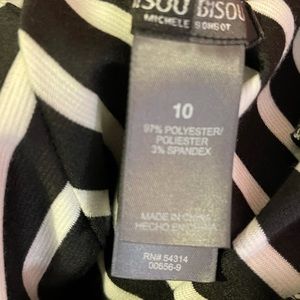 BISOU BISOU
MICHELE BOHBOT
10
97% POLYESTER/
POLIESTER
3% SPANDEX
MADE IN CHINA
HECHO EN CHINA
RN# 54314
00656-9